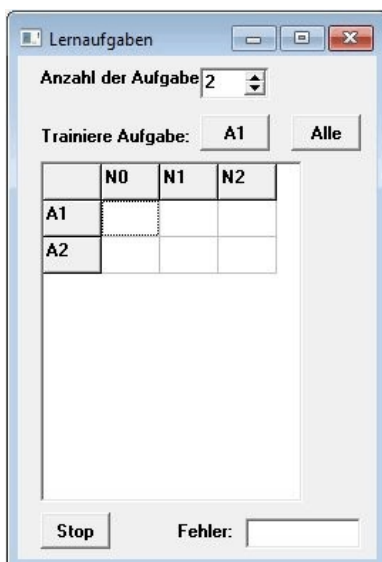 Lernaufgaben
Anzahl der Aufgabe 2
Trainiere Aufgabe: A1 Alle
N0 N1 N2
A1
A2
Stop Fehler: